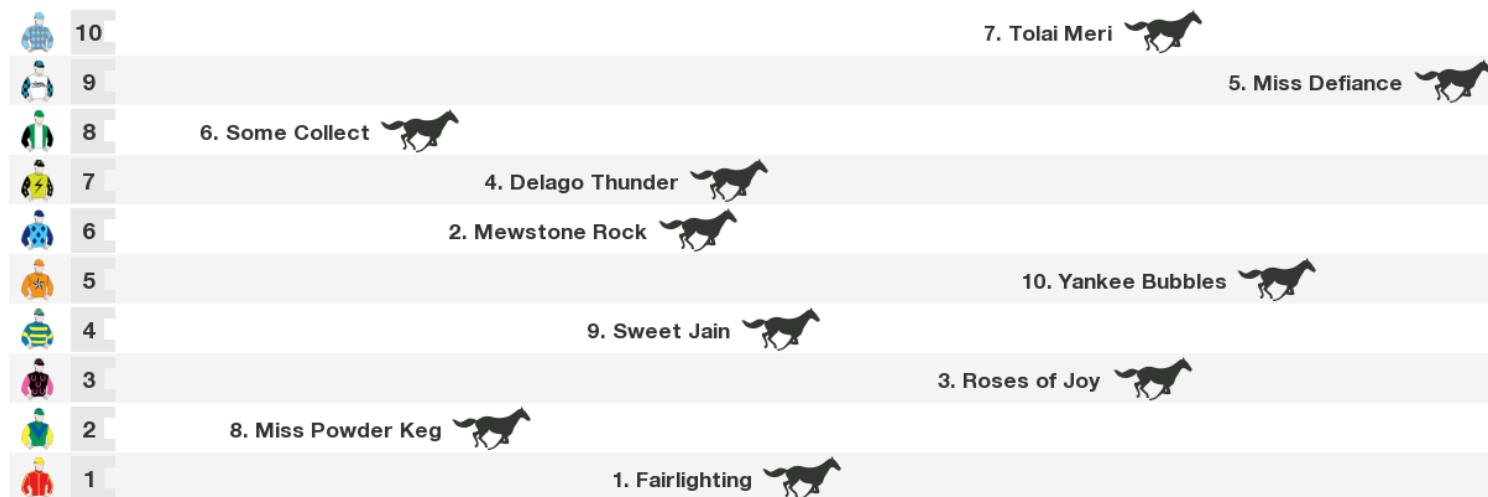 10 7. Tolai Meri
9 5. Miss Defiance
8 6. Some Collect
7 4. Delago Thunder
6 2. Mewstone Rock
5 10. Yankee Bubbles
4 9. Sweet Jain
3 3. Roses of Joy
2 8. Miss Powder Keg
1 1. Fairlighting